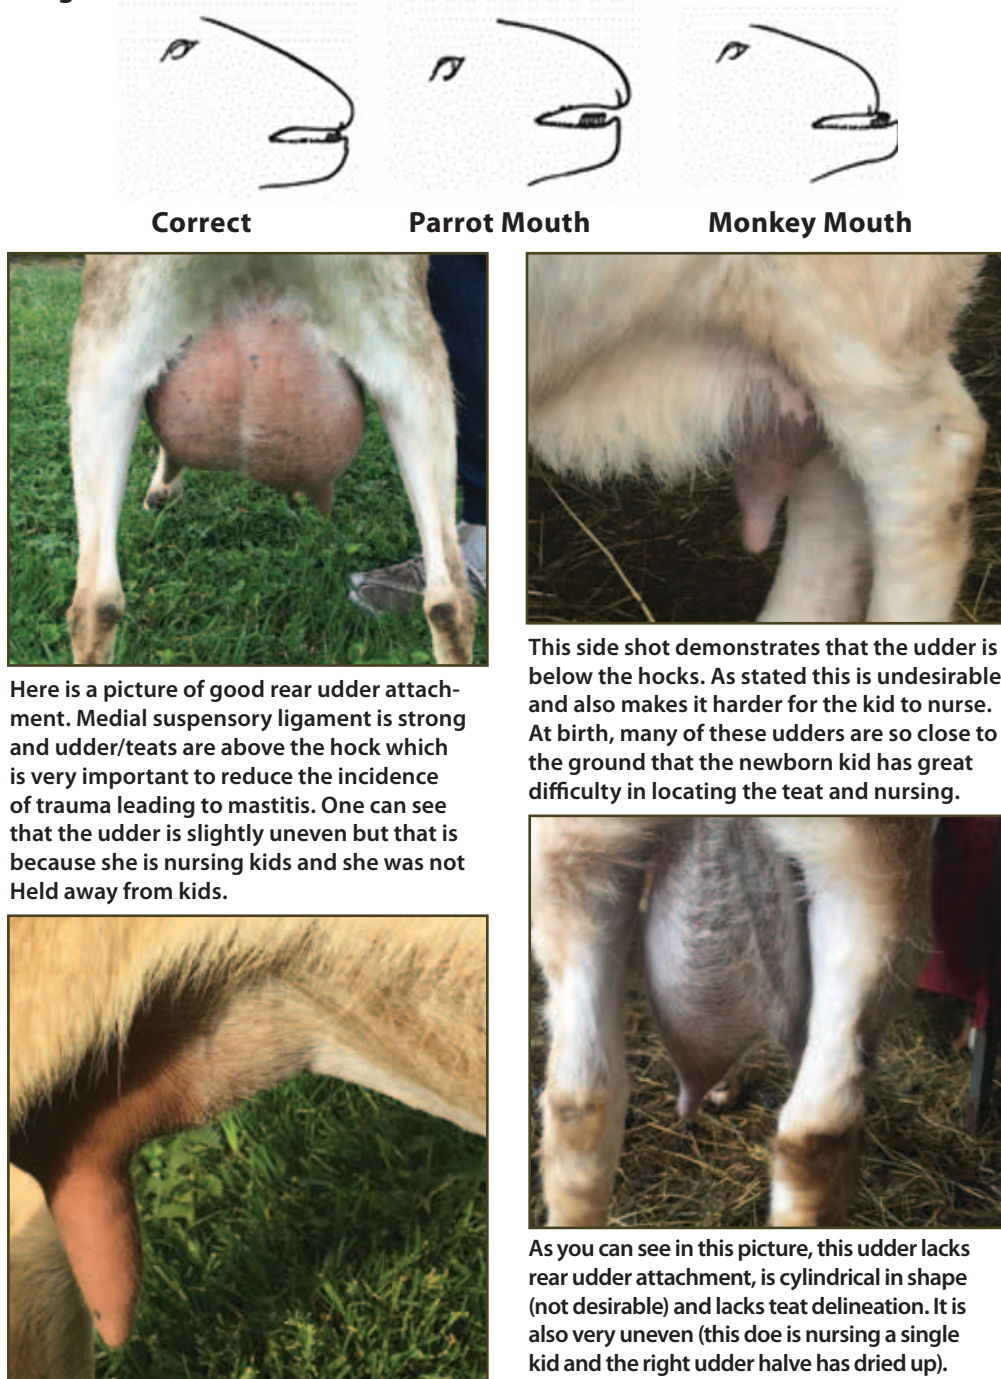 Correct
Parrot Mouth
Monkey Mouth
Here is a picture of good rear udder attach-
ment. Medial suspensory ligament is strong
and udder/teats are above the hock which
is very important to reduce the incidence
of trauma leading to mastitis. One can see
that the udder is slightly uneven but that is
because she is nursing kids and she was not
Held away from kids.
This side shot demonstrates that the udder is
below the hocks. As stated this is undesirable
and also makes it harder for the kid to nurse.
At birth, many of these udders are so close to
the ground that the newborn kid has great
difficulty in locating the teat and nursing.
As you can see in this picture, this udder lacks
rear udder attachment, is cylindrical in shape
(not desirable) and lacks teat delineation. It is
also very uneven (this doe is nursing a single
kid and the right udder halve has dried up).